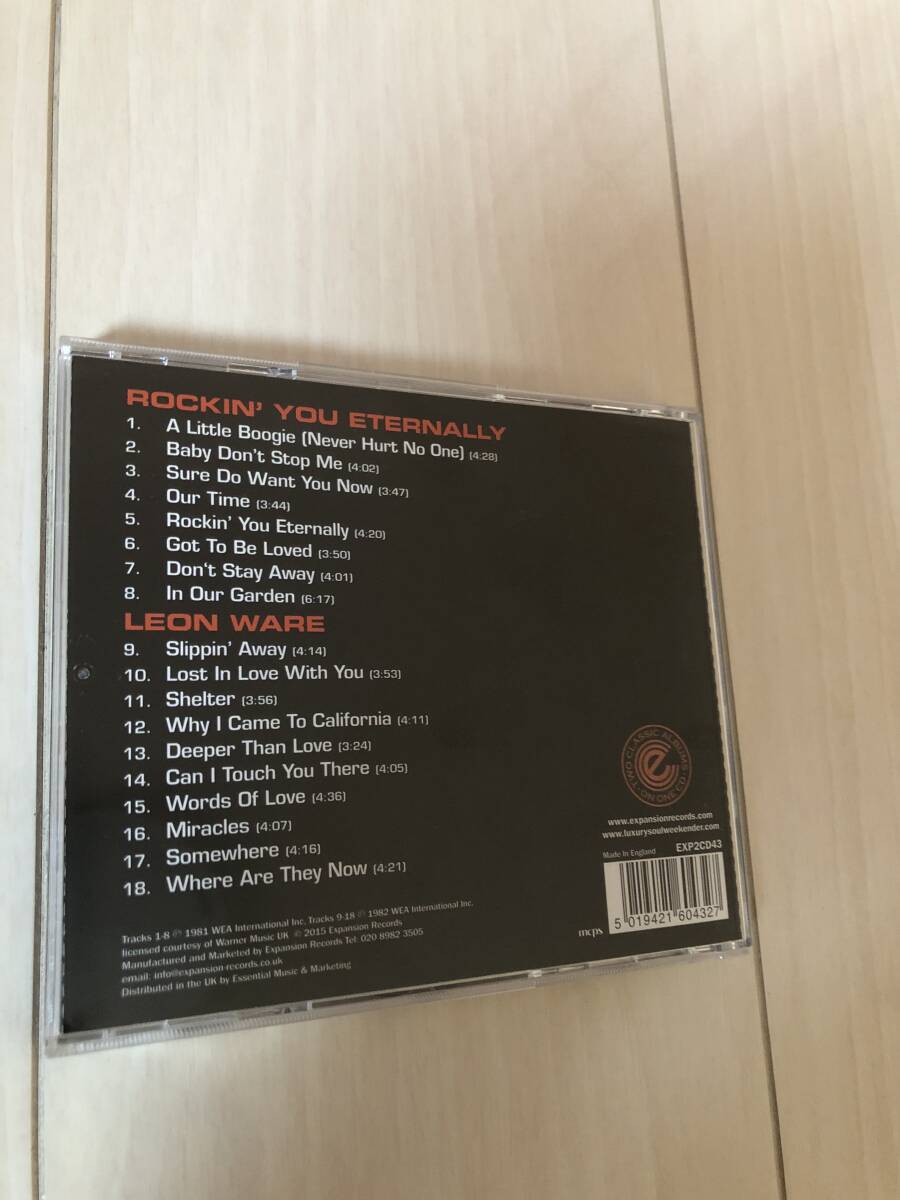 ROCKIN' YOU ETERNALLY
1. A Little Boogie (Never Hurt No One) (4:28)
2. Baby Don't Stop Me (4:02)
3. Sure Do Want You Now (3:47)
4. Our Time (3:44)
5. Rockin' You Eternally (4:20)
6. Got To Be Loved (3:50)
7. Don't Stay Away (4:01)
8. In Our Garden (6:17)
LEON WARE
9. Slippin' Away (4:14)
10. Lost In Love With You (3:53)
11. Shelter (3:56)
12. Why I Came To California (4:11)
13. Deeper Than Love (3:24)
14. Can I Touch You There (4:05)
15. Words Of Love (4:36)
16. Miracles (4:07)
17. Somewhere (4:16)
18. Where Are They Now (4:21)
TWO CLASSIC ALBUMS · ON ONE CD ·
e
www.expansionrecords.com
www.luxurysoulweekender.com
Made In England EXP2CD43
mcps
5 019421 604327
Tracks 1-8 ℗ 1981 WEA International Inc, Tracks 9-18 ℗ 1982 WEA International Inc.
licensed courtesy of Warner Music UK © 2015 Expansion Records
Manufactured and Marketed by Expansion Records Tel: 020 8982 3505
email: info@expansion-records.co.uk
Distributed in the UK by Essential Music & Marketing